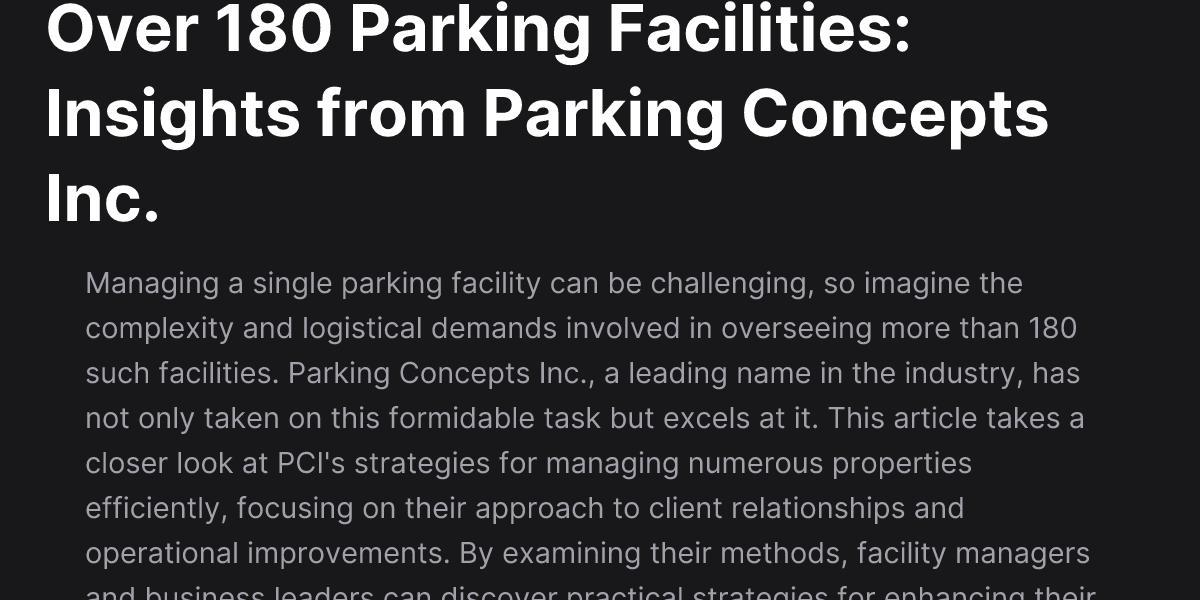 Over 180 Parking Facilities:
Insights from Parking Concepts
Inc.
Managing a single parking facility can be challenging, so imagine the
complexity and logistical demands involved in overseeing more than 180
such facilities. Parking Concepts Inc., a leading name in the industry, has
not only taken on this formidable task but excels at it. This article takes a
closer look at PCI's strategies for managing numerous properties
efficiently, focusing on their approach to client relationships and
operational improvements. By examining their methods, facility managers
and business leaders can discover practical strategies for enhancing their